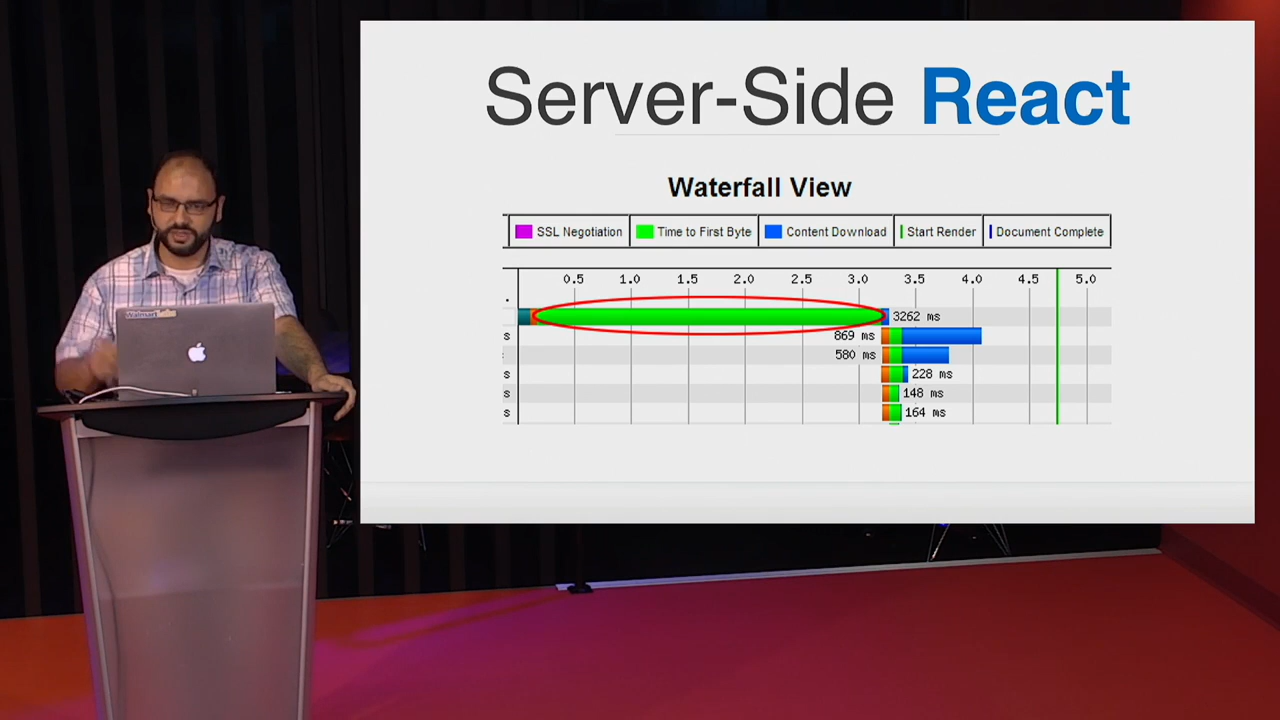 Server-Side React
Waterfall View
SSL Negotiation Time to First Byte Content Download Start Render Document Complete
0.5 1.0 1.5 2.0 2.5 3.0 3.5 4.0 4.5 5.0
3262 ms
s 869 ms
580 ms
s 228 ms
s 148 ms
s 164 ms
Walmart